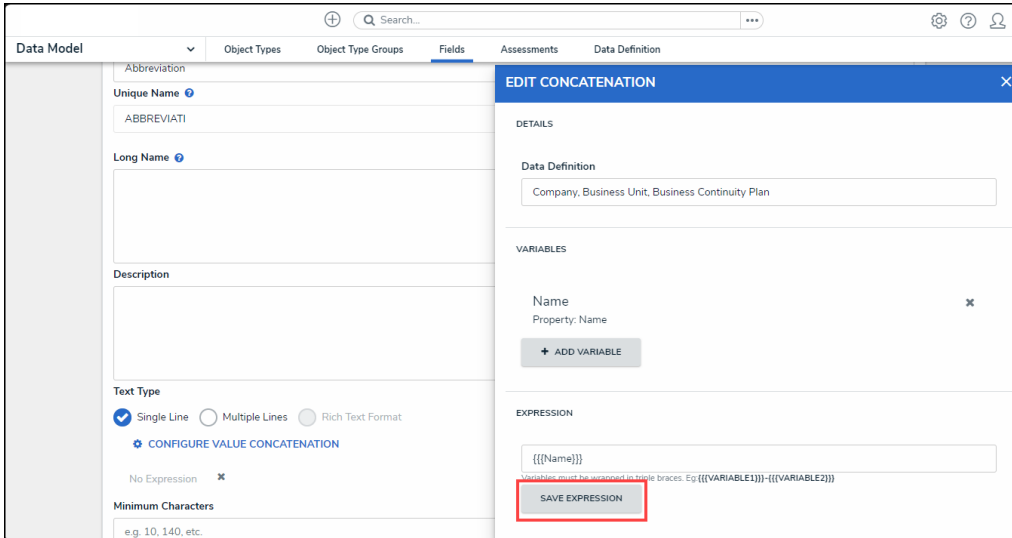 Search...
Data Model
Object Types
Object Type Groups
Fields
Assessments
Data Definition
Abbreviation
Unique Name
ABBREVIATI
Long Name
Description
Text Type
Single Line
Multiple Lines
Rich Text Format
CONFIGURE VALUE CONCATENATION
No Expression
Minimum Characters
e.g. 10, 140, etc.
EDIT CONCATENATION
DETAILS
Data Definition
Company, Business Unit, Business Continuity Plan
VARIABLES
Name
Property: Name
+ ADD VARIABLE
EXPRESSION
{{{Name}}}
Variables must be wrapped in triple braces. Eg:{{{VARIABLE1}}}-{{{VARIABLE2}}}
SAVE EXPRESSION